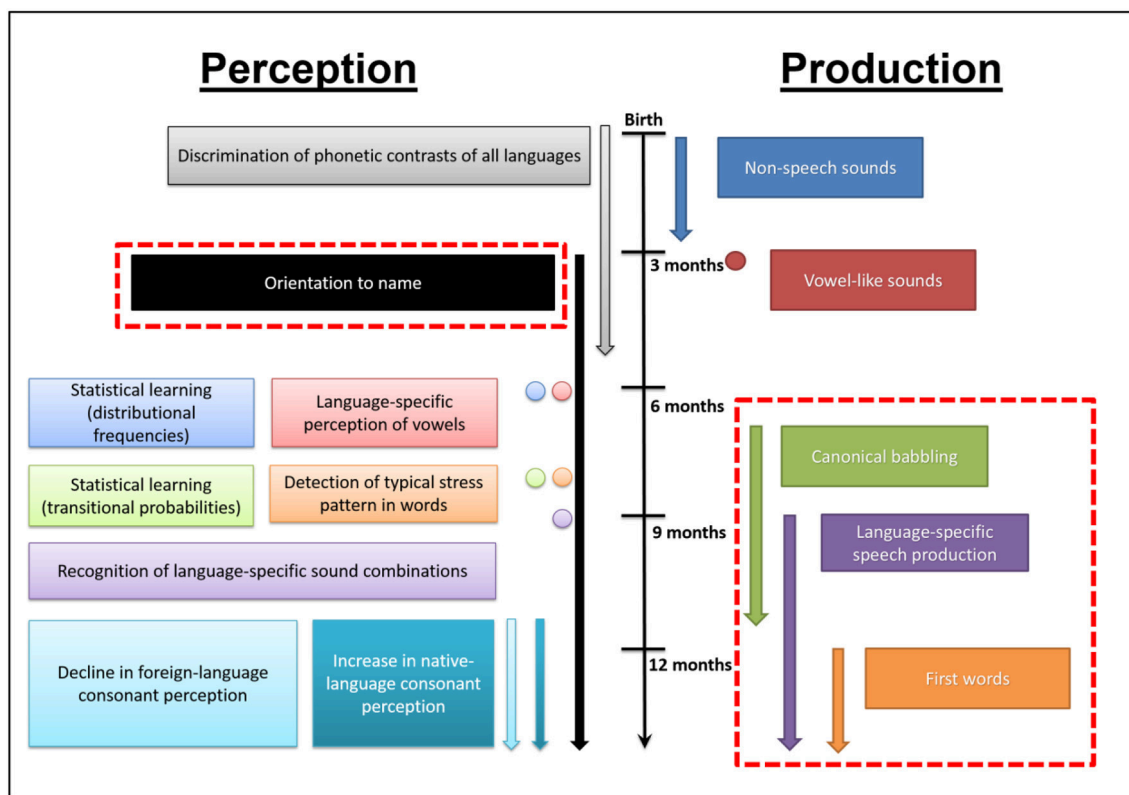 Perception
Production
Birth
Discrimination of phonetic contrasts of all languages
Non-speech sounds
3 months
Orientation to name
Vowel-like sounds
Statistical learning
(distributional
frequencies)
Language-specific
perception of vowels
6 months
Canonical babbling
Statistical learning
(transitional probabilities)
Detection of typical stress
pattern in words
9 months
Language-specific
speech production
Recognition of language-specific sound combinations
Decline in foreign-language
consonant perception
Increase in native-
language consonant
perception
12 months
First words